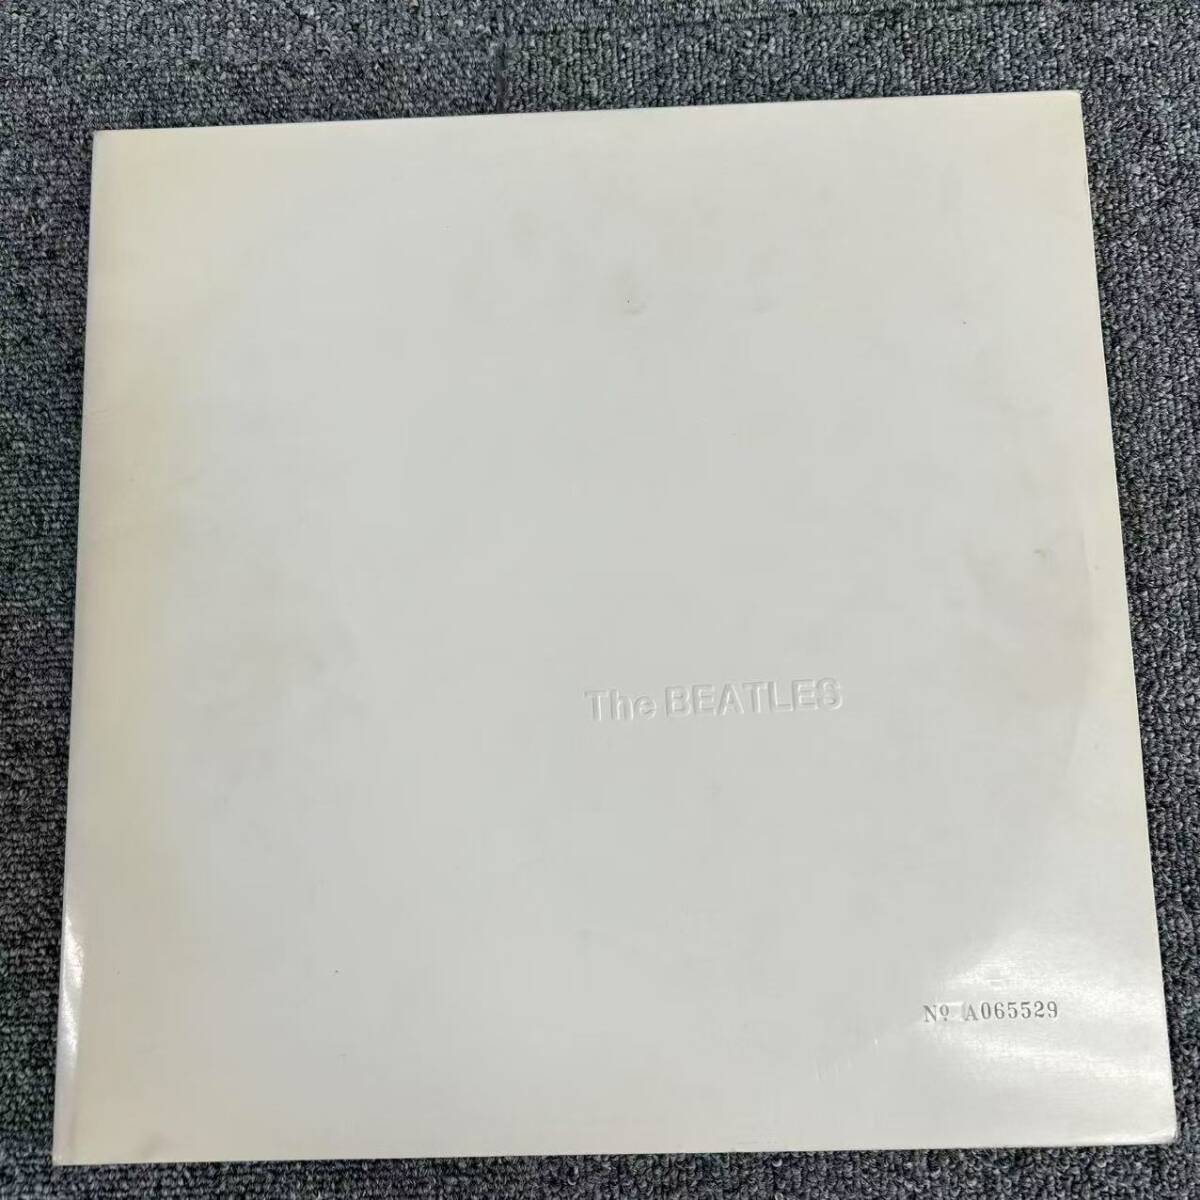 The BEATLES
Nº A065529